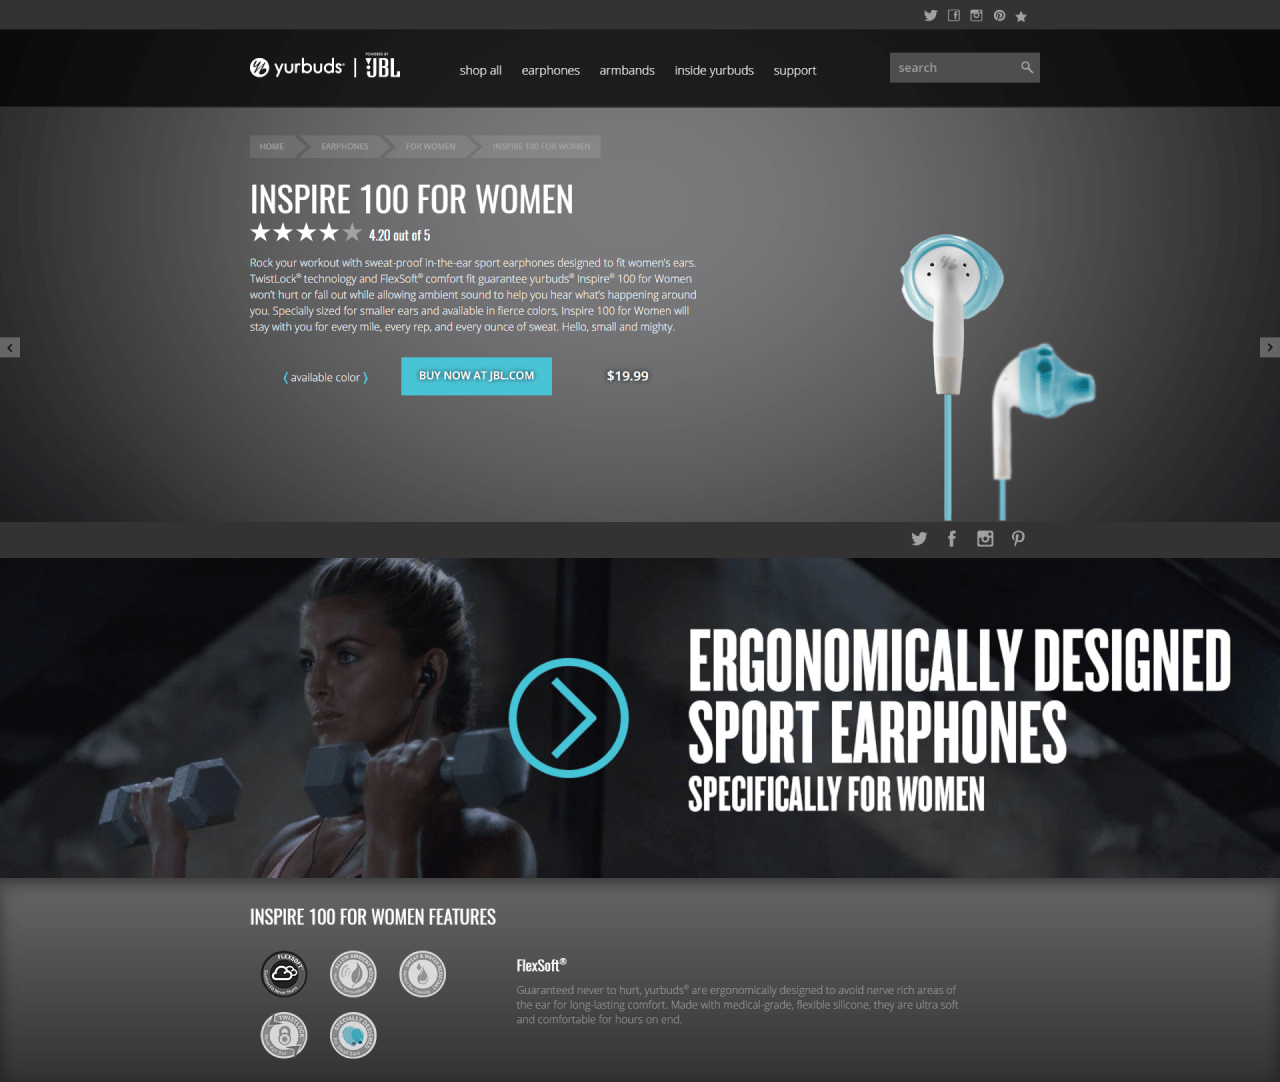 yurbuds® | POWERED BY JBL
shop all earphones armbands inside yurbuds support
search
HOME EARPHONES FOR WOMEN INSPIRE 100 FOR WOMEN
INSPIRE 100 FOR WOMEN
4.20 out of 5
Rock your workout with sweat-proof in-the-ear sport earphones designed to fit women's ears.
TwistLock® technology and FlexSoft® comfort fit guarantee yurbuds® Inspire® 100 for Women
won't hurt or fall out while allowing ambient sound to help you hear what's happening around
you. Specially sized for smaller ears and available in fierce colors, Inspire 100 for Women will
stay with you for every mile, every rep, and every ounce of sweat. Hello, small and mighty.
{ available color } BUY NOW AT JBL.COM $19.99
ERGONOMICALLY DESIGNED
SPORT EARPHONES
SPECIFICALLY FOR WOMEN
INSPIRE 100 FOR WOMEN FEATURES
FLEXSOFT
TWISTLOCK
SPECIALLY DESIGNED
FlexSoft®
Guaranteed never to hurt, yurbuds® are ergonomically designed to avoid nerve rich areas of
the ear for long-lasting comfort. Made with medical-grade, flexible silicone, they are ultra soft
and comfortable for hours on end.